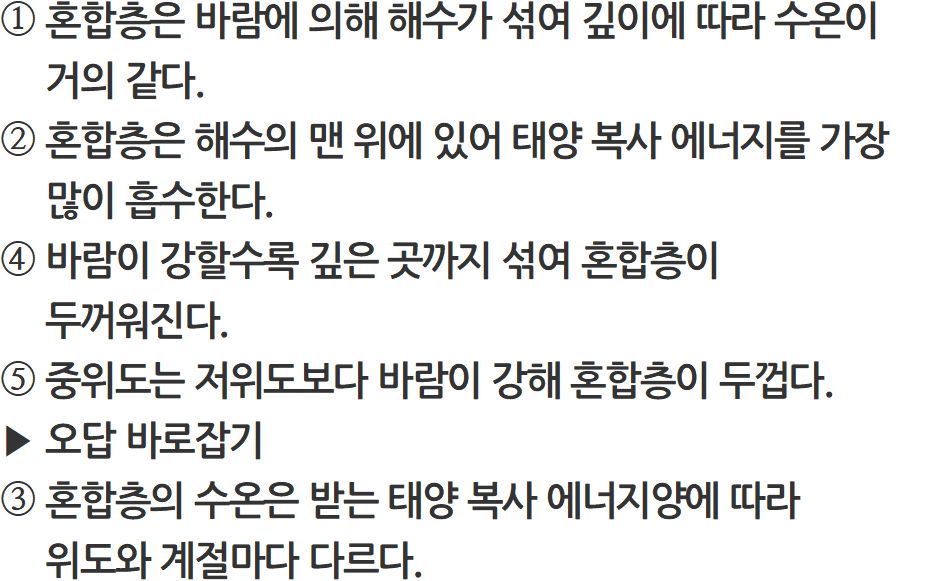 ① 혼합층은 바람에 의해 해수가 섞여 깊이에 따라 수온이
거의 같다.
② 혼합층은 해수의 맨 위에 있어 태양 복사 에너지를 가장
많이 흡수한다.
④ 바람이 강할수록 깊은 곳까지 섞여 혼합층이
두꺼워진다.
⑤ 중위도는 저위도보다 바람이 강해 혼합층이 두껍다.
▶ 오답 바로잡기
③ 혼합층의 수온은 받는 태양 복사 에너지양에 따라
위도와 계절마다 다르다.